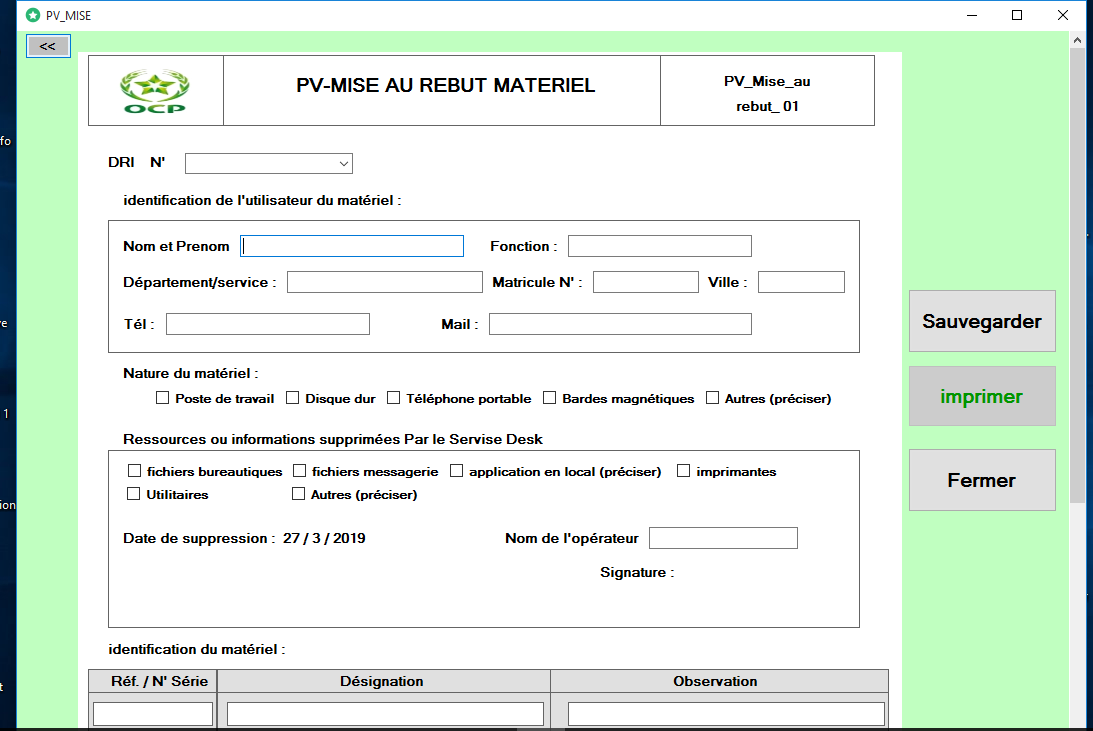 PV_MISE
<<
OCP
PV-MISE AU REBUT MATERIEL
PV_Mise_au
rebut_ 01
DRI N'
identification de l'utilisateur du matériel :
Nom et Prenom Fonction :
Département/service : Matricule N' : Ville :
Tél : Mail :
Sauvegarder
imprimer
Fermer
Nature du matériel :
Poste de travail Disque dur Téléphone portable Bardes magnétiques Autres (préciser)
Ressources ou informations supprimées Par le Servise Desk
fichiers bureautiques fichiers messagerie application en local (préciser) imprimantes
Utilitaires Autres (préciser)
Date de suppression : 27 / 3 / 2019 Nom de l'opérateur
Signature :
identification du matériel :
Réf. / N' Série Désignation Observation
fo
ve
1
ion
t